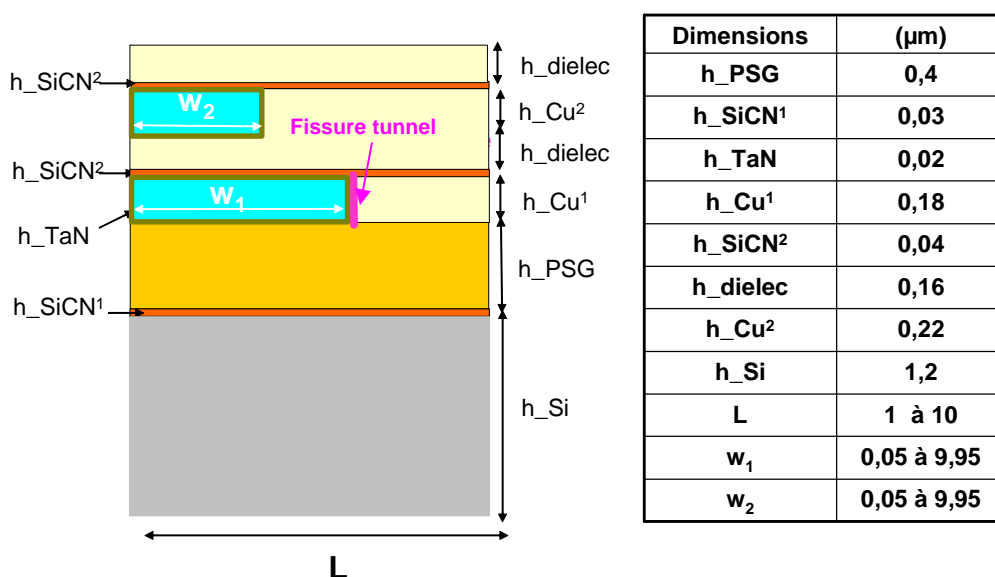 h_SiCN²
w₂
Fissure tunnel
h_dielec
h_Cu²
h_dielec
h_SiCN²
w₁
h_Cu¹
h_TaN
h_PSG
h_SiCN¹
h_Si
L
Dimensions (µm)
h_PSG 0,4
h_SiCN¹ 0,03
h_TaN 0,02
h_Cu¹ 0,18
h_SiCN² 0,04
h_dielec 0,16
h_Cu² 0,22
h_Si 1,2
L 1 à 10
w₁ 0,05 à 9,95
w₂ 0,05 à 9,95